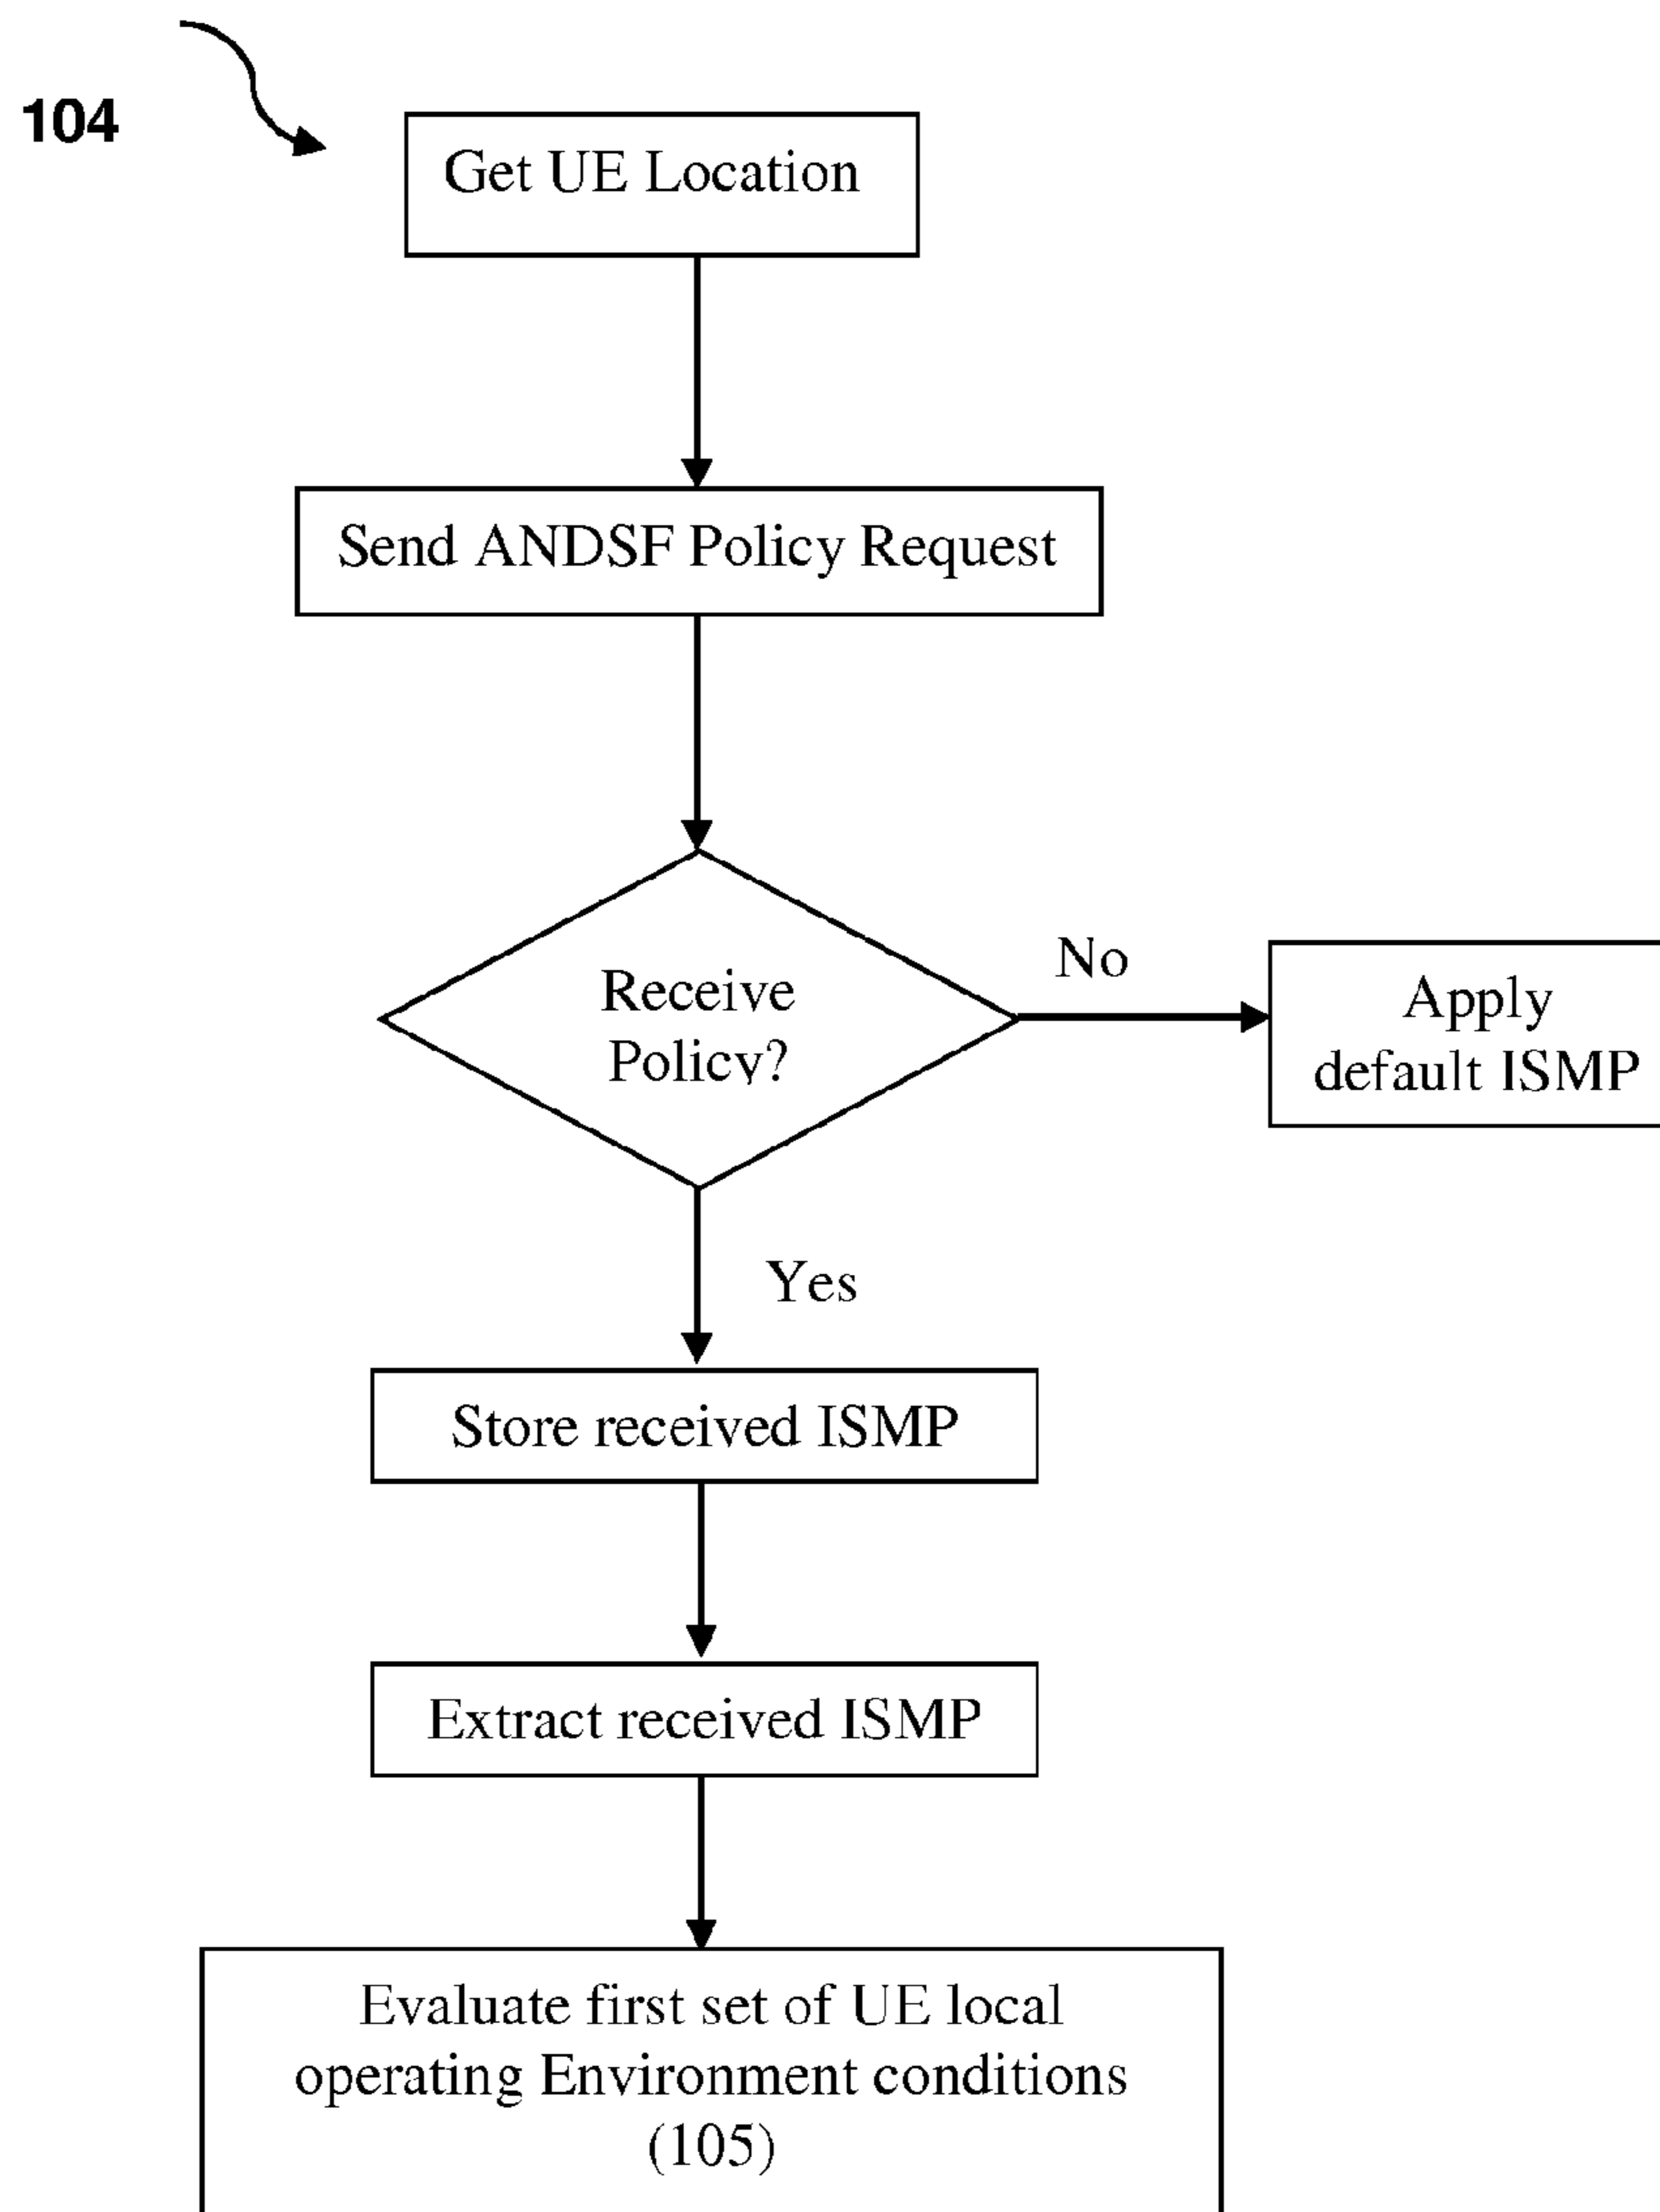 104
Get UE Location
Send ANDSF Policy Request
Receive
Policy?
No
Apply
default ISMP
Yes
Store received ISMP
Extract received ISMP
Evaluate first set of UE local
operating Environment conditions
(105)